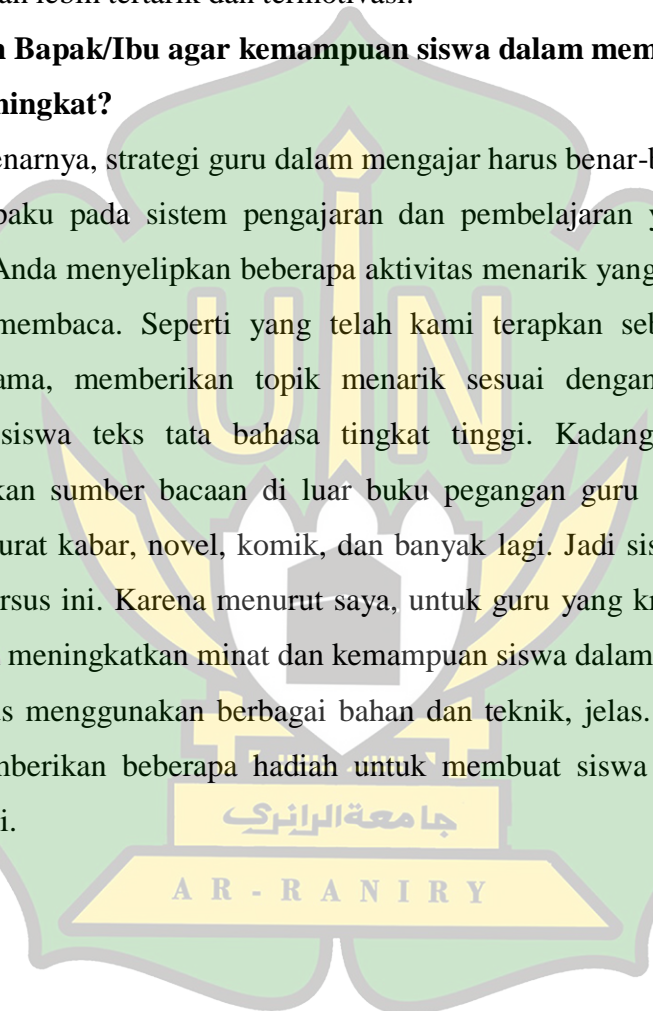 lebih tertarik dan termotivasi.
Bapak/Ibu agar kemampuan siswa dalam mem
ningkat?
enarnya, strategi guru dalam mengajar harus benar-b
paku pada sistem pengajaran dan pembelajaran y
Anda menyelipkan beberapa aktivitas menarik yang
membaca. Seperti yang telah kami terapkan seb
ama, memberikan topik menarik sesuai dengan
siswa teks tata bahasa tingkat tinggi. Kadang
kan sumber bacaan di luar buku pegangan guru
urat kabar, novel, komik, dan banyak lagi. Jadi sis
rsus ini. Karena menurut saya, untuk guru yang kr
meningkatkan minat dan kemampuan siswa dalam
s menggunakan berbagai bahan dan teknik, jelas.
mberikan beberapa hadiah untuk membuat siswa
i.
UIN
جامعة الرانري
AR-RANIRY